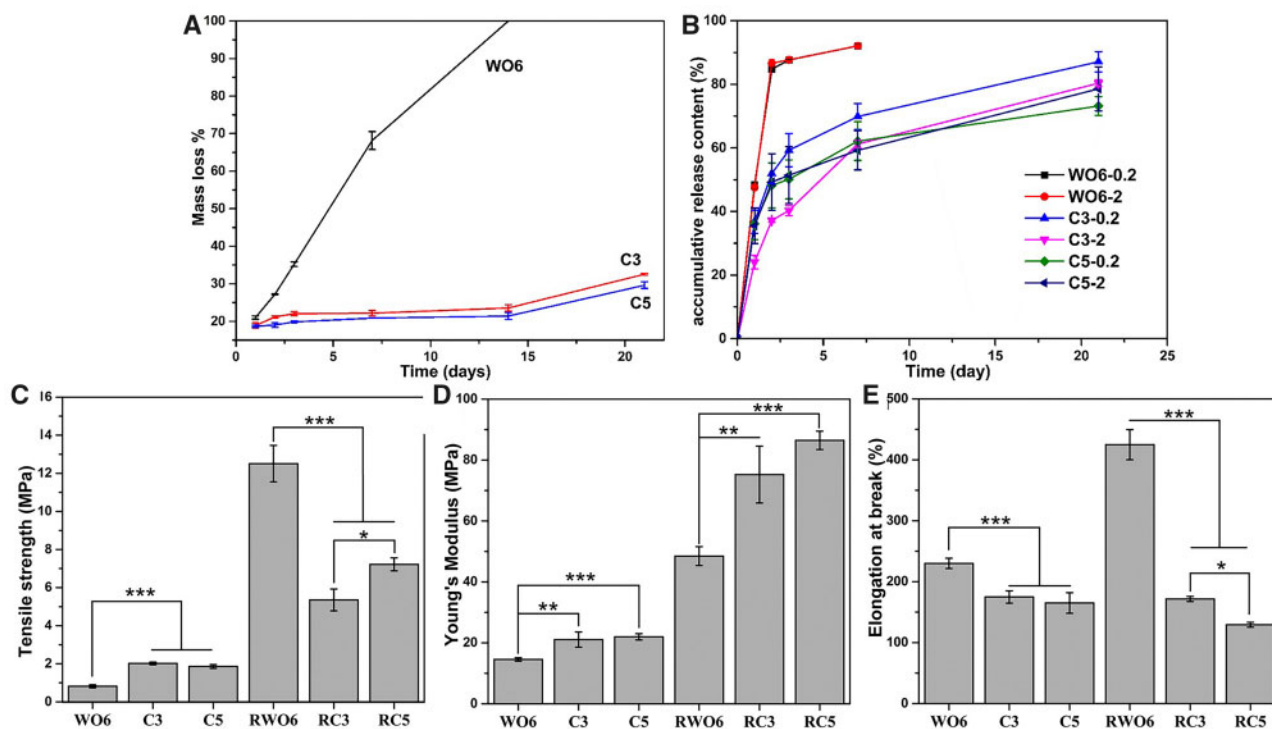 A
Mass loss %
100
90
80
70
60
50
40
30
20
0 5 10 15 20
Time (days)
WO6
C3
C5
B
accumulative release content (%)
100
80
60
40
20
0
0 5 10 15 20 25
Time (day)
WO6-0.2
WO6-2
C3-0.2
C3-2
C5-0.2
C5-2
C
Tensile strength (MPa)
16
14
12
10
8
6
4
2
0
***
***
*
WO6 C3 C5 RWO6 RC3 RC5
D
Young's Modulus (MPa)
100
80
60
40
20
0
***
**
***
**
WO6 C3 C5 RWO6 RC3 RC5
E
Elongation at break (%)
500
400
300
250
200
150
100
50
0
***
***
*
WO6 C3 C5 RWO6 RC3 RC5